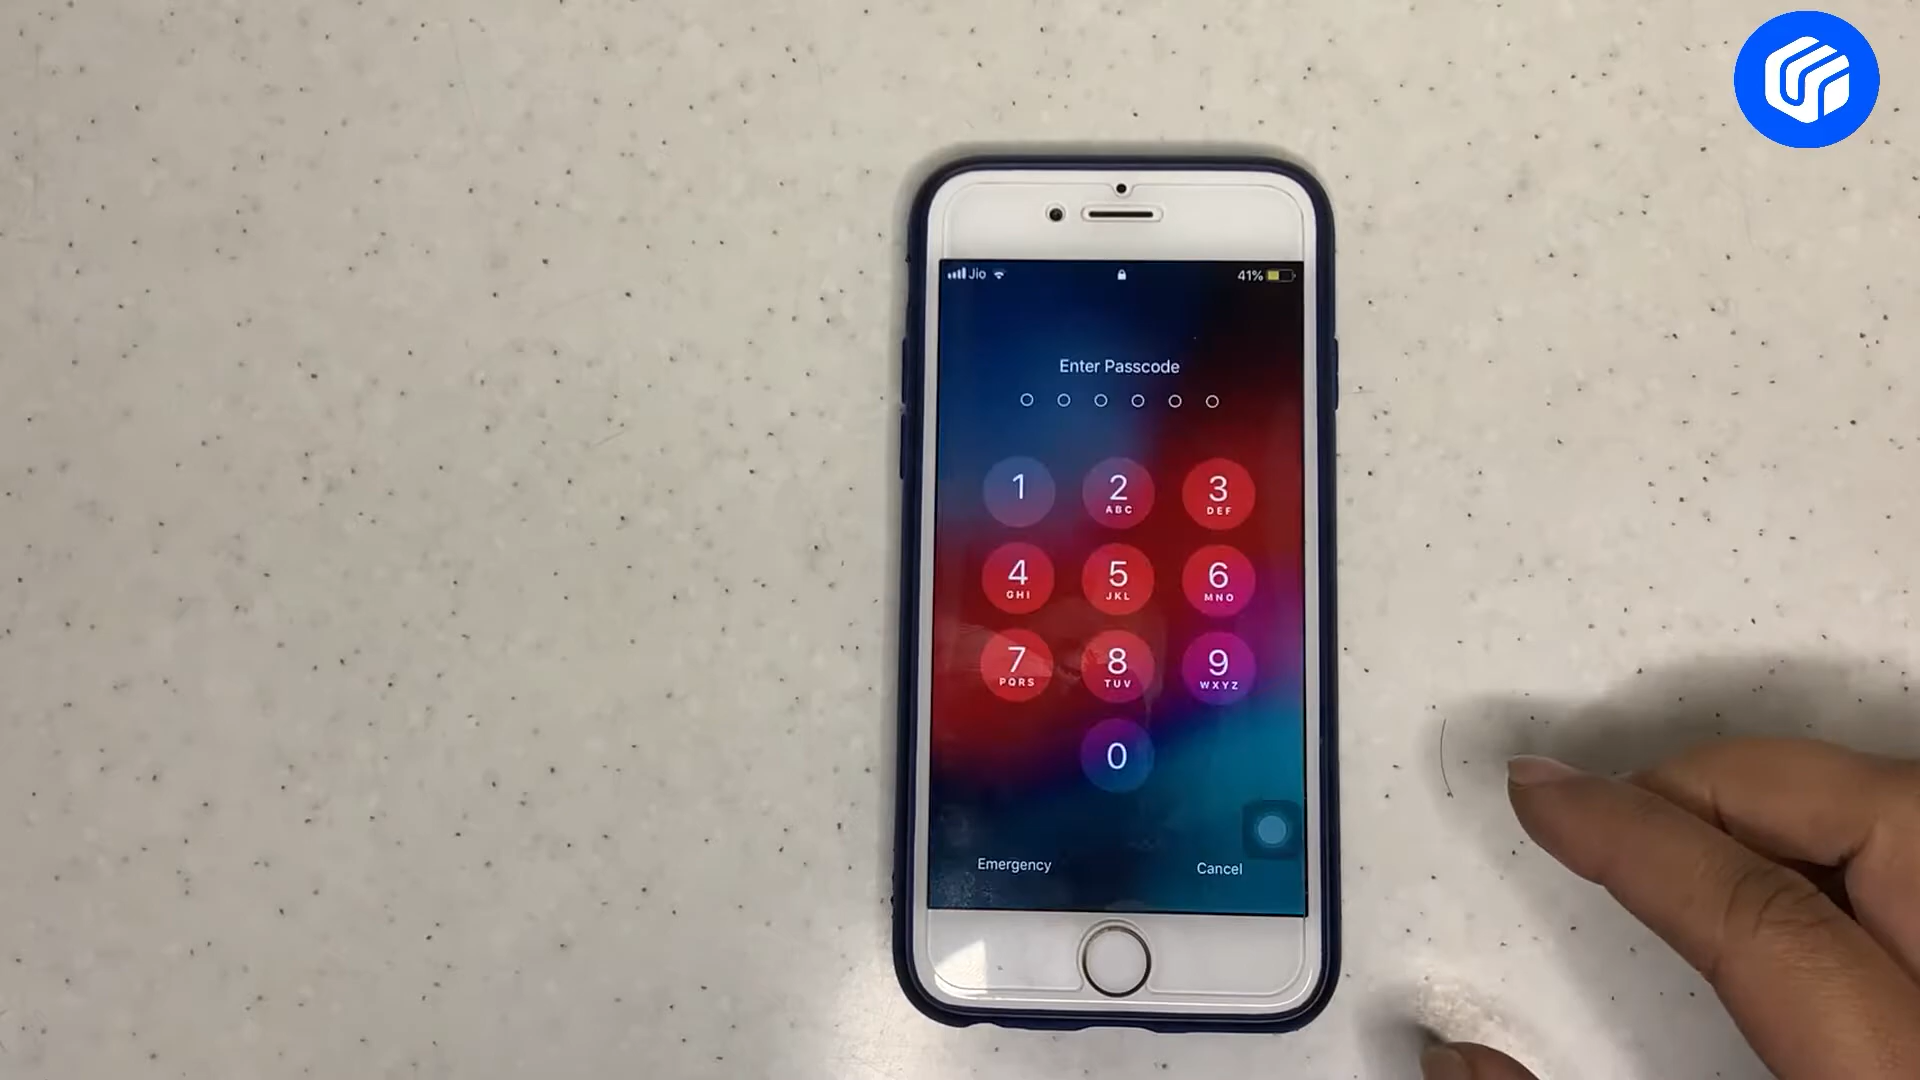 Jio
41%
Enter Passcode
1
2
ABC
3
DEF
4
GHI
5
JKL
6
MNO
7
PQRS
8
TUV
9
WXYZ
0
Emergency
Cancel